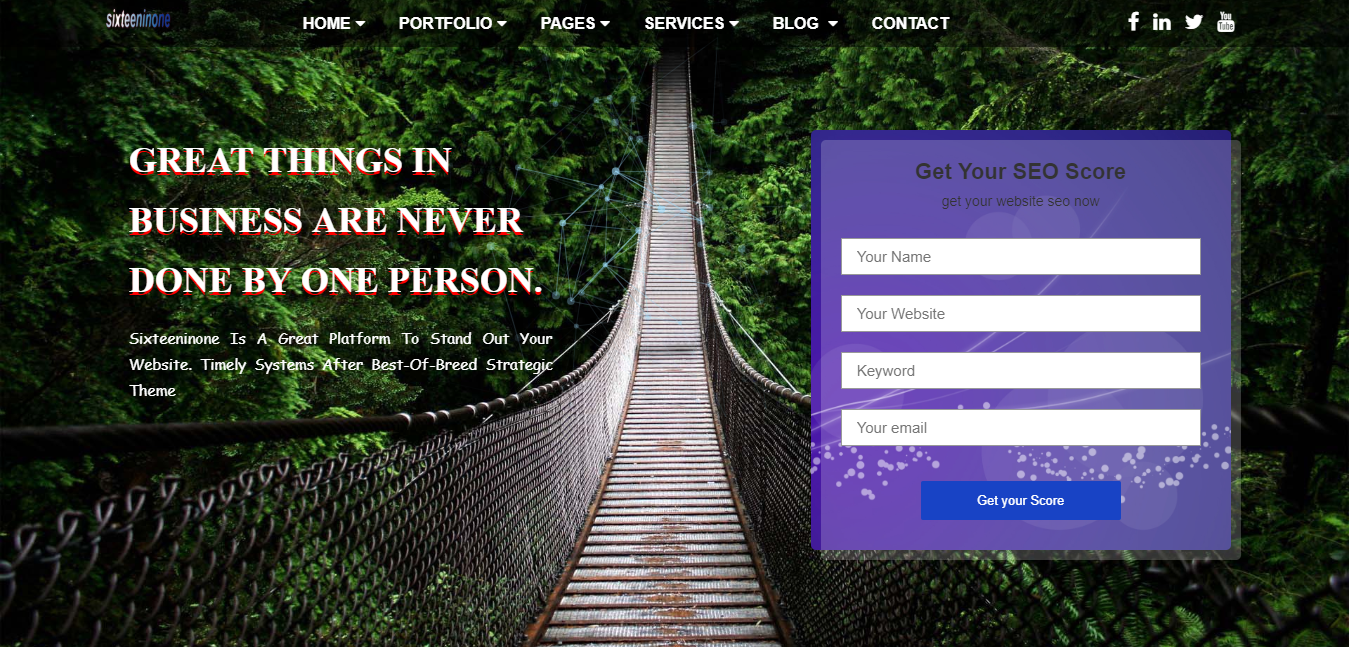 sixteeninone
HOME PORTFOLIO PAGES SERVICES BLOG CONTACT
You
Tube
GREAT THINGS IN
BUSINESS ARE NEVER
DONE BY ONE PERSON.
Sixteeninone Is A Great Platform To Stand Out Your
Website. Timely Systems After Best-Of-Breed Strategic
Theme
Get Your SEO Score
get your website seo now
Your Name
Your Website
Keyword
Your email
Get your Score